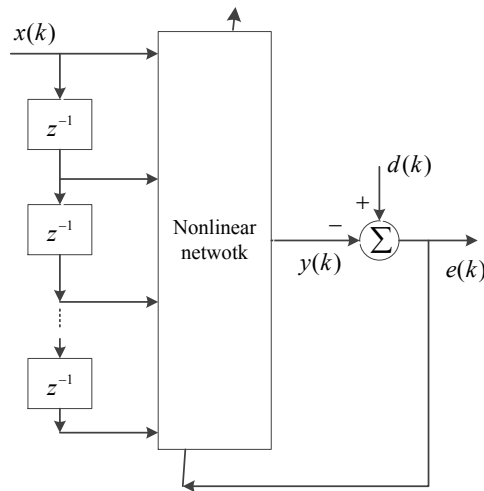 x(k)
z⁻¹
d(k)
+
z⁻¹
Nonlinear
netwotk
−
Σ
y(k)
e(k)
z⁻¹